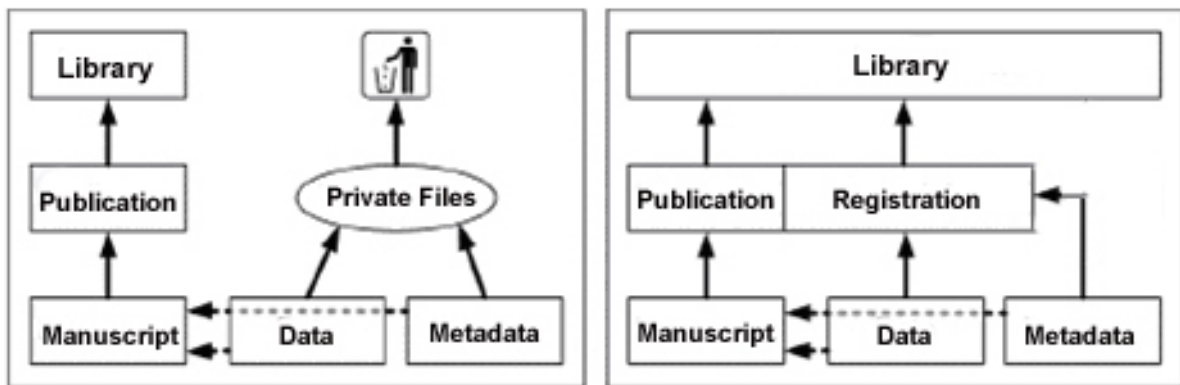 Library
Publication
Private Files
Manuscript
Data
Metadata
Library
Publication
Registration
Manuscript
Data
Metadata